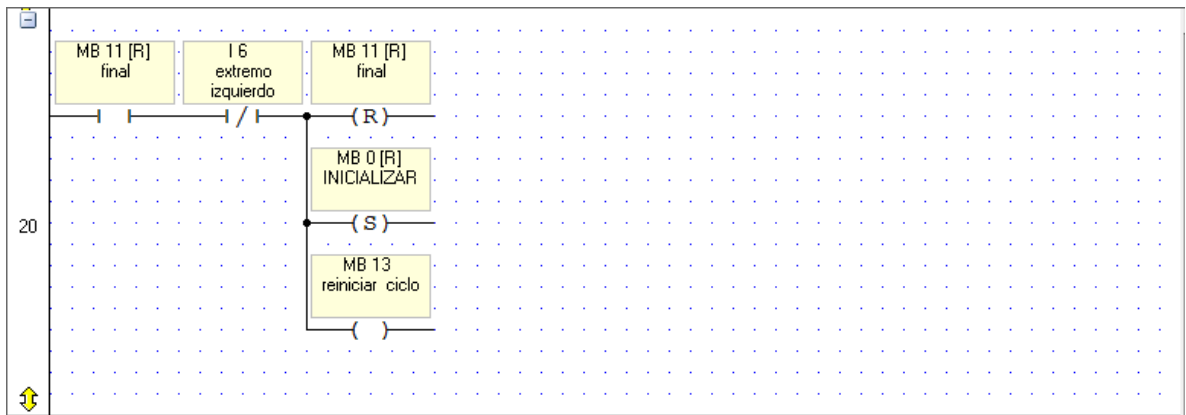 MB 11 [R]
final
I 6
extremo
izquierdo
MB 11 [R]
final
(R)
MB 0 [R]
INICIALIZAR
20
(S)
MB 13
reiniciar ciclo
( )